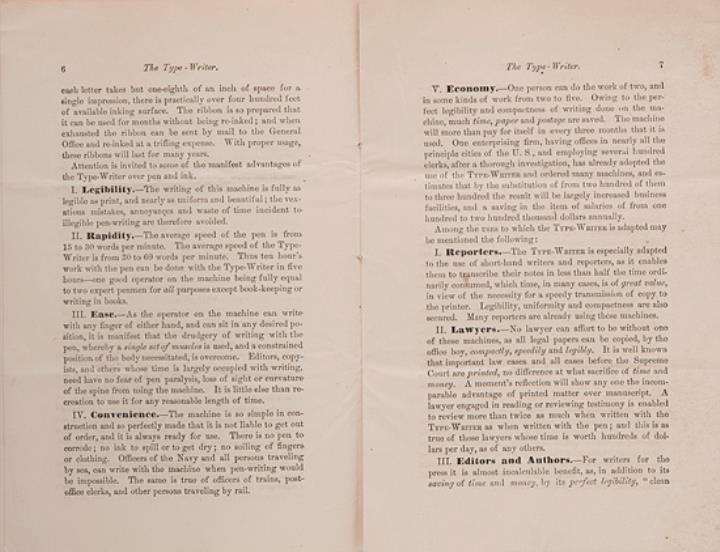 6
The Type-Writer.
each letter takes but one-eighth of an inch of space for a
single impression, there is practically over four hundred feet
of available inking surface. The ribbon is so prepared that
it can be used for months without being re-inked; and when
exhausted the ribbon can be sent by mail to the General
Office and re-inked at a trifling expense. With proper usage,
these ribbons will last for many years.
Attention is invited to some of the manifest advantages of
the Type-Writer over pen and ink.
I. Legibility.—The writing of this machine is fully as
legible as print, and nearly as uniform and beautiful; the vex-
ations mistakes, annoyances and waste of time incident to
illegible pen-writing are therefore avoided.
II. Rapidity.—The average speed of the pen is from
15 to 30 words per minute. The average speed of the Type-
Writer is from 30 to 60 words per minute. Thus ten hour's
work with the pen can be done with the Type-Writer in five
hours—one good operator on the machine being fully equal
to two expert penmen for all purposes except book-keeping or
writing in books.
III. Ease.—As the operator on the machine can write
with any finger of either hand, and can sit in any desired po-
sition, it is manifest that the drudgery of writing with the
pen, whereby a single set of muscles is used, and a constrained
position of the body necessitated, is overcome. Editors, copy-
ists, and others whose time is largely occupied with writing,
need have no fear of pen paralysis, loss of sight or curvature
of the spine from using the machine. It is little else than re-
creation to use it for any reasonable length of time.
IV. Convenience.—The machine is so simple in con-
struction and so perfectly made that it is not liable to get out
of order, and it is always ready for use. There is no pen to
corrode; no ink to spill or to get dry; no soiling of fingers
or clothing. Officers of the Navy and all persons traveling
by sea, can write with the machine when pen-writing would
be impossible. The same is true of officers of trains, post-
office clerks, and other persons traveling by rail.
The Type-Writer.
7
V. Economy.—One person can do the work of two, and
in some kinds of work from two to five. Owing to the per-
fect legibility and compactness of writing done on the ma-
chine, much time, paper and postage are saved. The machine
will more than pay for itself in every three months that it is
used. One enterprising firm, having offices in nearly all the
principle cities of the U. S., and employing several hundred
clerks, after a thorough investigation, has already adopted the
use of the TYPE-WRITER and ordered many machines, and es-
timates that by the substitution of from two hundred of them
to three hundred the result will be largely increased business
facilities, and a saving in the item of salaries of from one
hundred to two hundred thousand dollars annually.
Among the uses to which the TYPE-WRITER is adapted may
be mentioned the following:
I. Reporters.—The TYPE-WRITER is especially adapted
to the use of short-hand writers and reporters, as it enables
them to transcribe their notes in less than half the time ordi-
narily consumed, which time, in many cases, is of great value,
in view of the necessity for a speedy transmission of copy to
the printer. Legibility, uniformity and compactness are also
secured. Many reporters are already using these machines.
II. Lawyers.—No lawyer can affort to be without one
of these machines, as all legal papers can be copied, by the
office boy, compactly, speedily and legibly. It is well known
that important law cases and all cases before the Supreme
Court are printed, no difference at what sacrifice of time and
money. A moment's reflection will show any one the incom-
parable advantage of printed matter over manuscript. A
lawyer engaged in reading or reviewing testimony is enabled
to review more than twice as much when written with the
TYPE-WRITER as when written with the pen; and this is as
true of those lawyers whose time is worth hundreds of dol-
lars per day, as of any others.
III. Editors and Authors.—For writers for the
press it is almost incalculable benefit, as, in addition to its
saving of time and money, by its perfect legibility, "clean